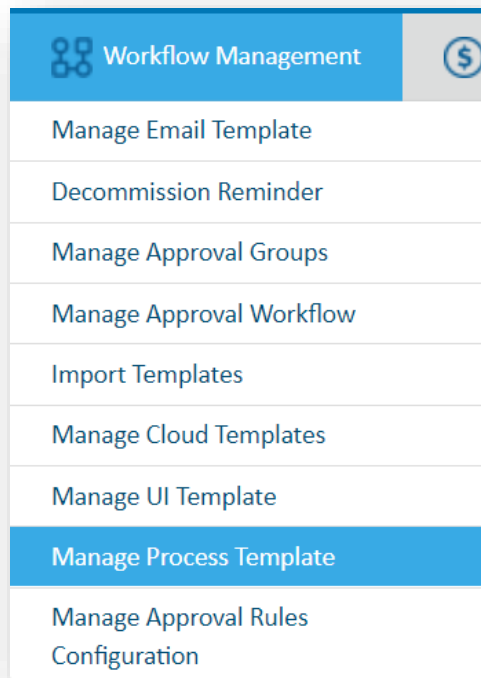 Workflow Management
$
Manage Email Template
Decommission Reminder
Manage Approval Groups
Manage Approval Workflow
Import Templates
Manage Cloud Templates
Manage UI Template
Manage Process Template
Manage Approval Rules
Configuration